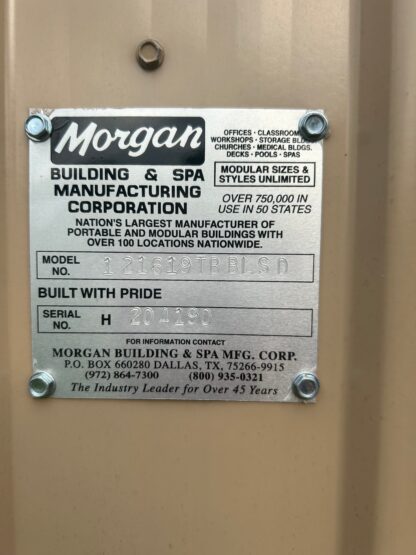 Morgan
OFFICES • CLASSROOMS
WORKSHOPS • STORAGE BLDGS.
CHURCHES • MEDICAL BLDGS.
DECKS • POOLS • SPAS
BUILDING & SPA
MANUFACTURING
CORPORATION
MODULAR SIZES &
STYLES UNLIMITED
OVER 750,000 IN
USE IN 50 STATES
NATION'S LARGEST MANUFACTURER OF
PORTABLE AND MODULAR BUILDINGS WITH
OVER 100 LOCATIONS NATIONWIDE.
MODEL NO. 121619TBBLSD
BUILT WITH PRIDE
SERIAL NO. H 204190
FOR INFORMATION CONTACT
MORGAN BUILDING & SPA MFG. CORP.
P.O. BOX 660280 DALLAS, TX, 75266-9915
(972) 864-7300 (800) 935-0321
The Industry Leader for Over 45 Years